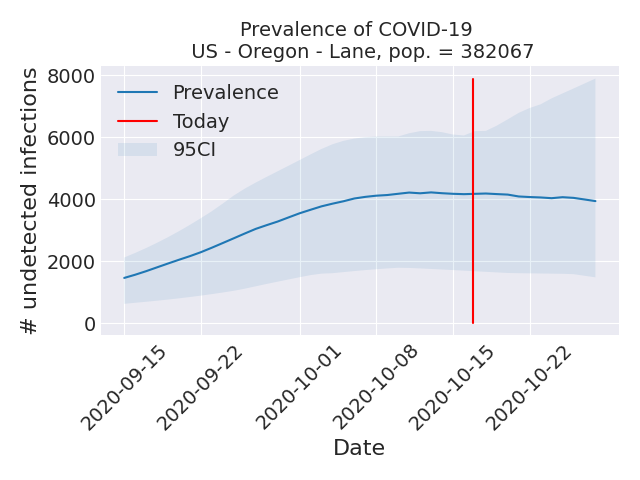 Prevalence of COVID-19
US - Oregon - Lane, pop. = 382067
# undetected infections
8000
6000
4000
2000
0
Prevalence
Today
95CI
2020-09-15
2020-09-22
2020-10-01
2020-10-08
2020-10-15
2020-10-22
Date